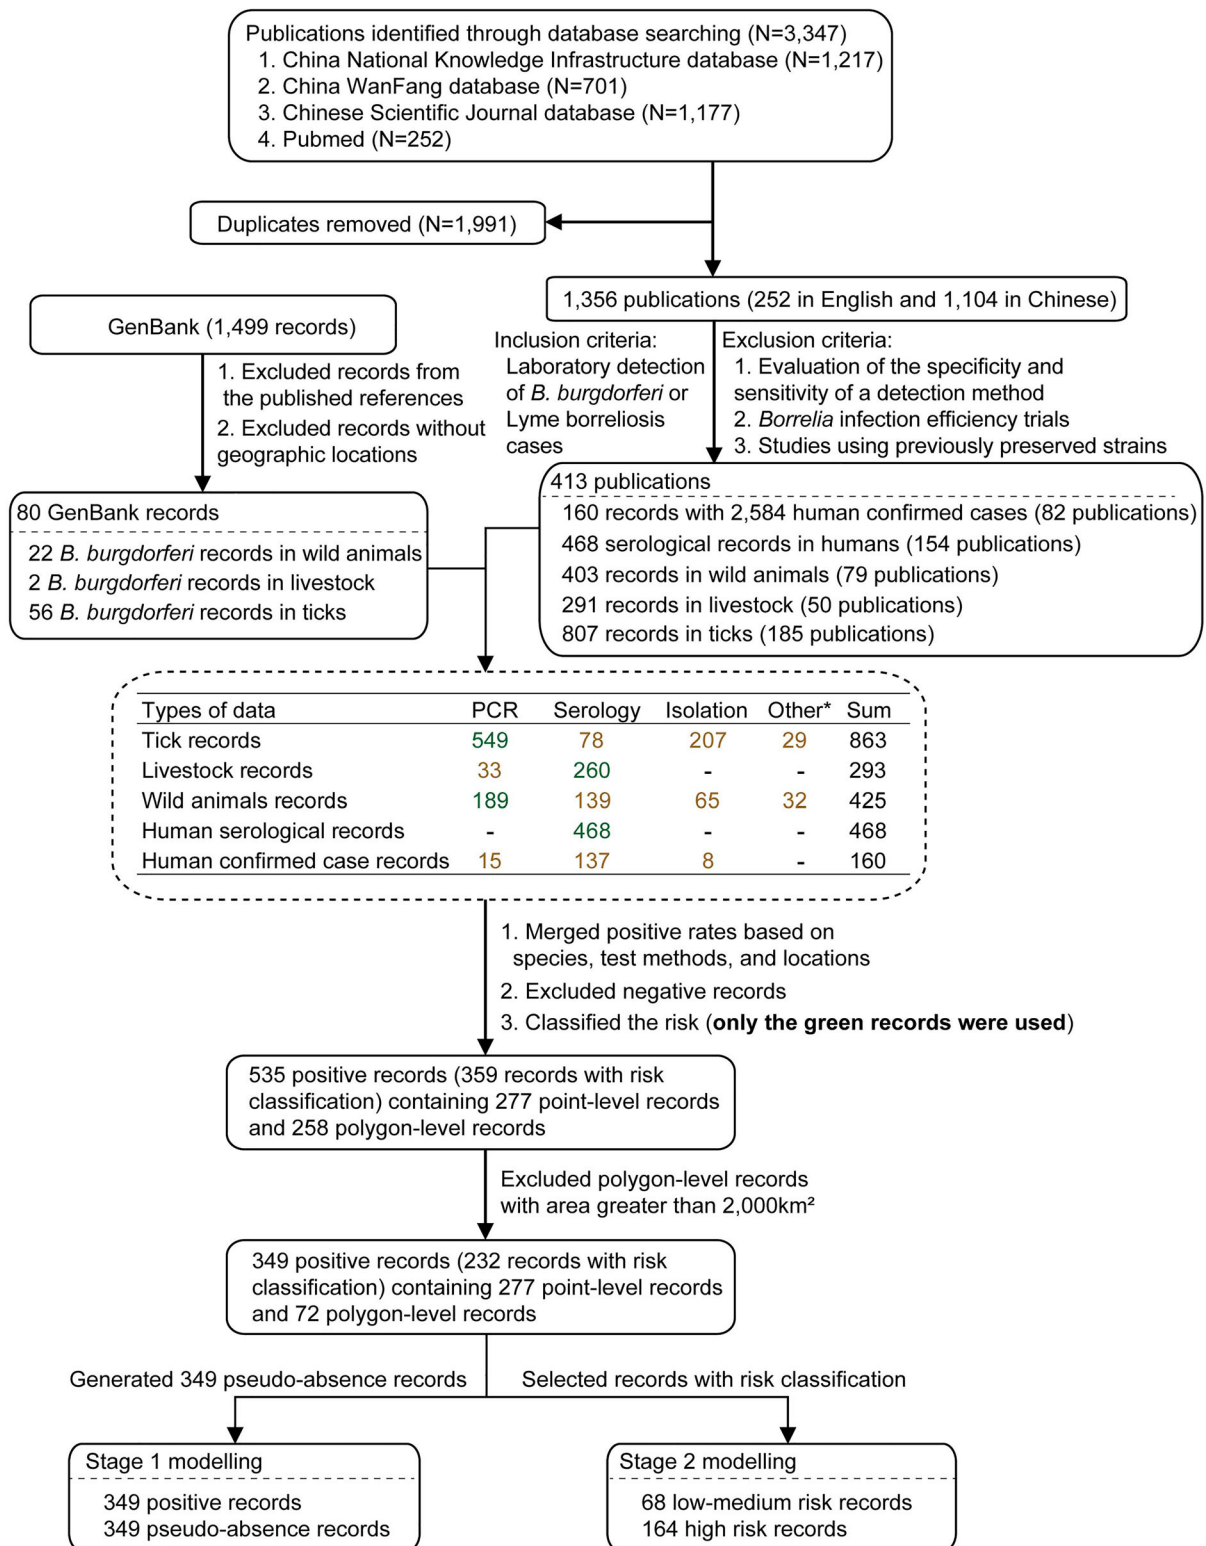 Publications identified through database searching (N=3,347)
1. China National Knowledge Infrastructure database (N=1,217)
2. China WanFang database (N=701)
3. Chinese Scientific Journal database (N=1,177)
4. Pubmed (N=252)
Duplicates removed (N=1,991)
1,356 publications (252 in English and 1,104 in Chinese)
GenBank (1,499 records)
1. Excluded records from
the published references
2. Excluded records without
geographic locations
Inclusion criteria:
Laboratory detection
of B. burgdorferi or
Lyme borreliosis
cases
Exclusion criteria:
1. Evaluation of the specificity and
sensitivity of a detection method
2. Borrelia infection efficiency trials
3. Studies using previously preserved strains
80 GenBank records
22 B. burgdorferi records in wild animals
2 B. burgdorferi records in livestock
56 B. burgdorferi records in ticks
413 publications
160 records with 2,584 human confirmed cases (82 publications)
468 serological records in humans (154 publications)
403 records in wild animals (79 publications)
291 records in livestock (50 publications)
807 records in ticks (185 publications)
Types of data PCR Serology Isolation Other* Sum
Tick records 549 78 207 29 863
Livestock records 33 260 - - 293
Wild animals records 189 139 65 32 425
Human serological records - 468 - - 468
Human confirmed case records 15 137 8 - 160
1. Merged positive rates based on
species, test methods, and locations
2. Excluded negative records
3. Classified the risk (only the green records were used)
535 positive records (359 records with risk
classification) containing 277 point-level records
and 258 polygon-level records
Excluded polygon-level records
with area greater than 2,000km²
349 positive records (232 records with risk
classification) containing 277 point-level records
and 72 polygon-level records
Generated 349 pseudo-absence records
Selected records with risk classification
Stage 1 modelling
349 positive records
349 pseudo-absence records
Stage 2 modelling
68 low-medium risk records
164 high risk records